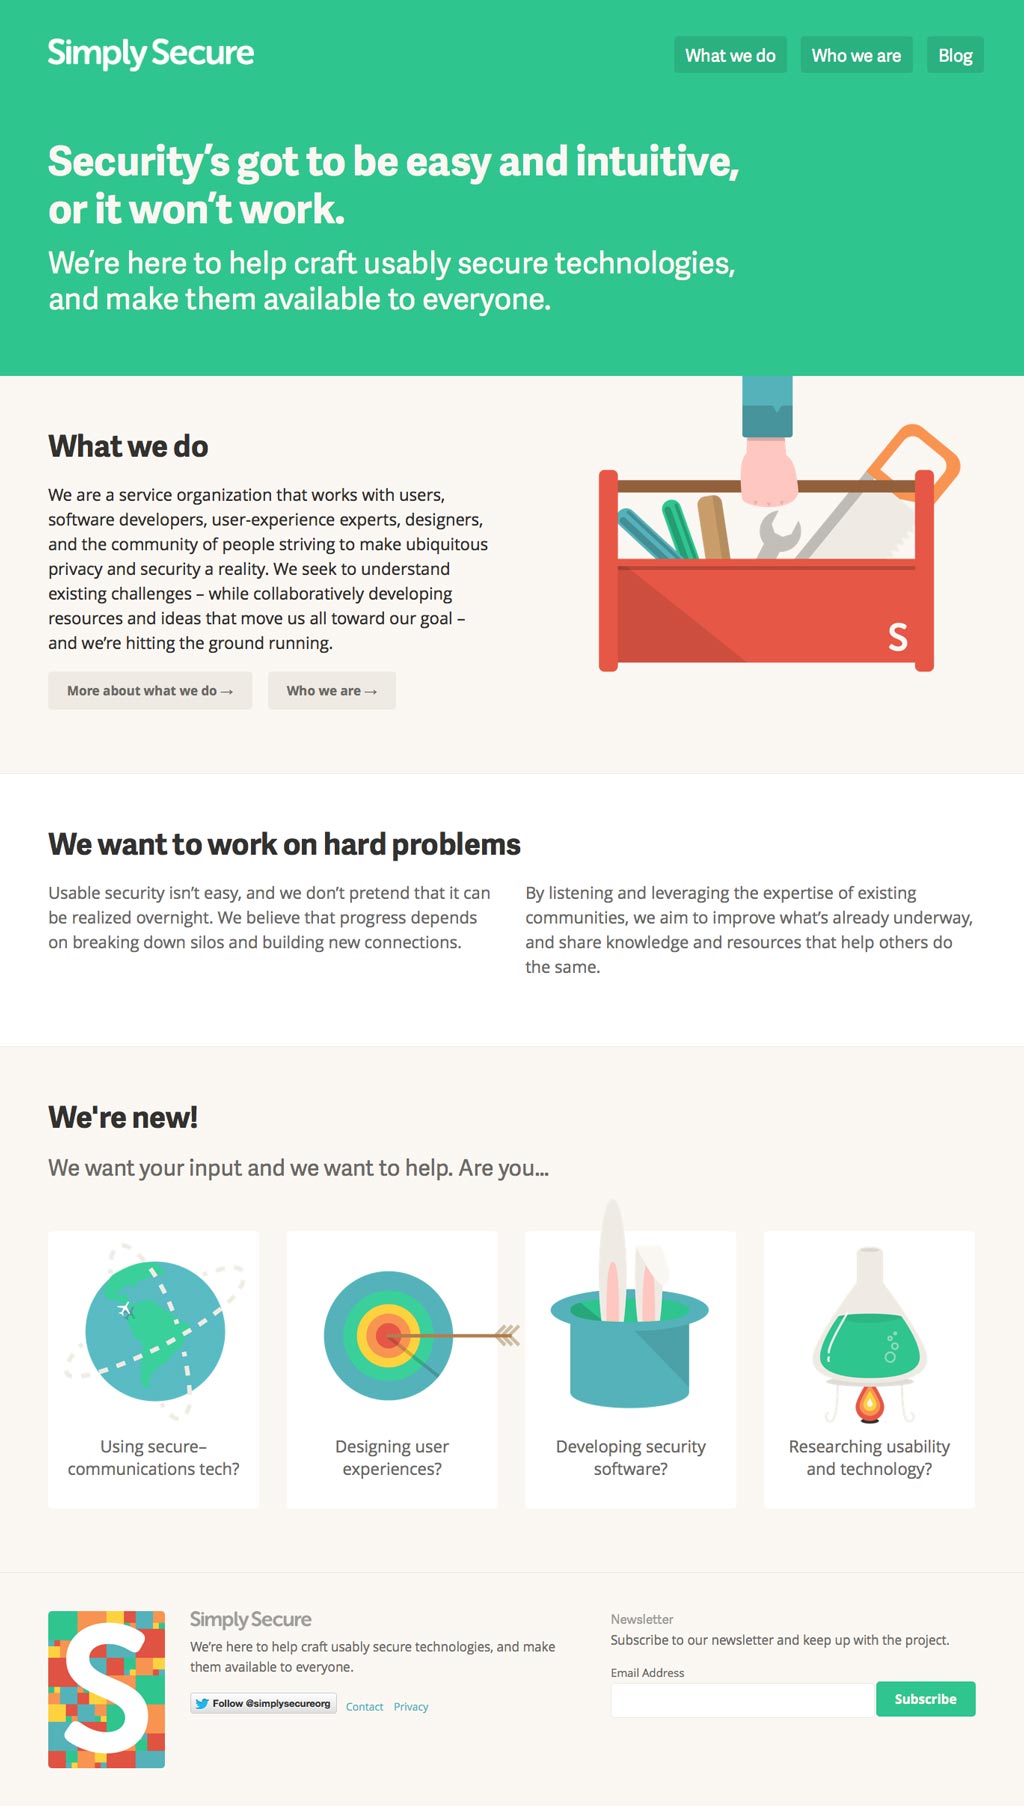 Simply Secure
What we do
Who we are
Blog
Security’s got to be easy and intuitive,
or it won’t work.
We’re here to help craft usably secure technologies,
and make them available to everyone.
What we do
We are a service organization that works with users,
software developers, user-experience experts, designers,
and the community of people striving to make ubiquitous
privacy and security a reality. We seek to understand
existing challenges – while collaboratively developing
resources and ideas that move us all toward our goal –
and we’re hitting the ground running.
More about what we do →
Who we are →
S
We want to work on hard problems
Usable security isn’t easy, and we don’t pretend that it can
be realized overnight. We believe that progress depends
on breaking down silos and building new connections.
By listening and leveraging the expertise of existing
communities, we aim to improve what’s already underway,
and share knowledge and resources that help others do
the same.
We're new!
We want your input and we want to help. Are you...
Using secure–
communications tech?
Designing user
experiences?
Developing security
software?
Researching usability
and technology?
S
Simply Secure
We’re here to help craft usably secure technologies, and make
them available to everyone.
Follow @simplysecureorg
Contact
Privacy
Newsletter
Subscribe to our newsletter and keep up with the project.
Email Address
Subscribe